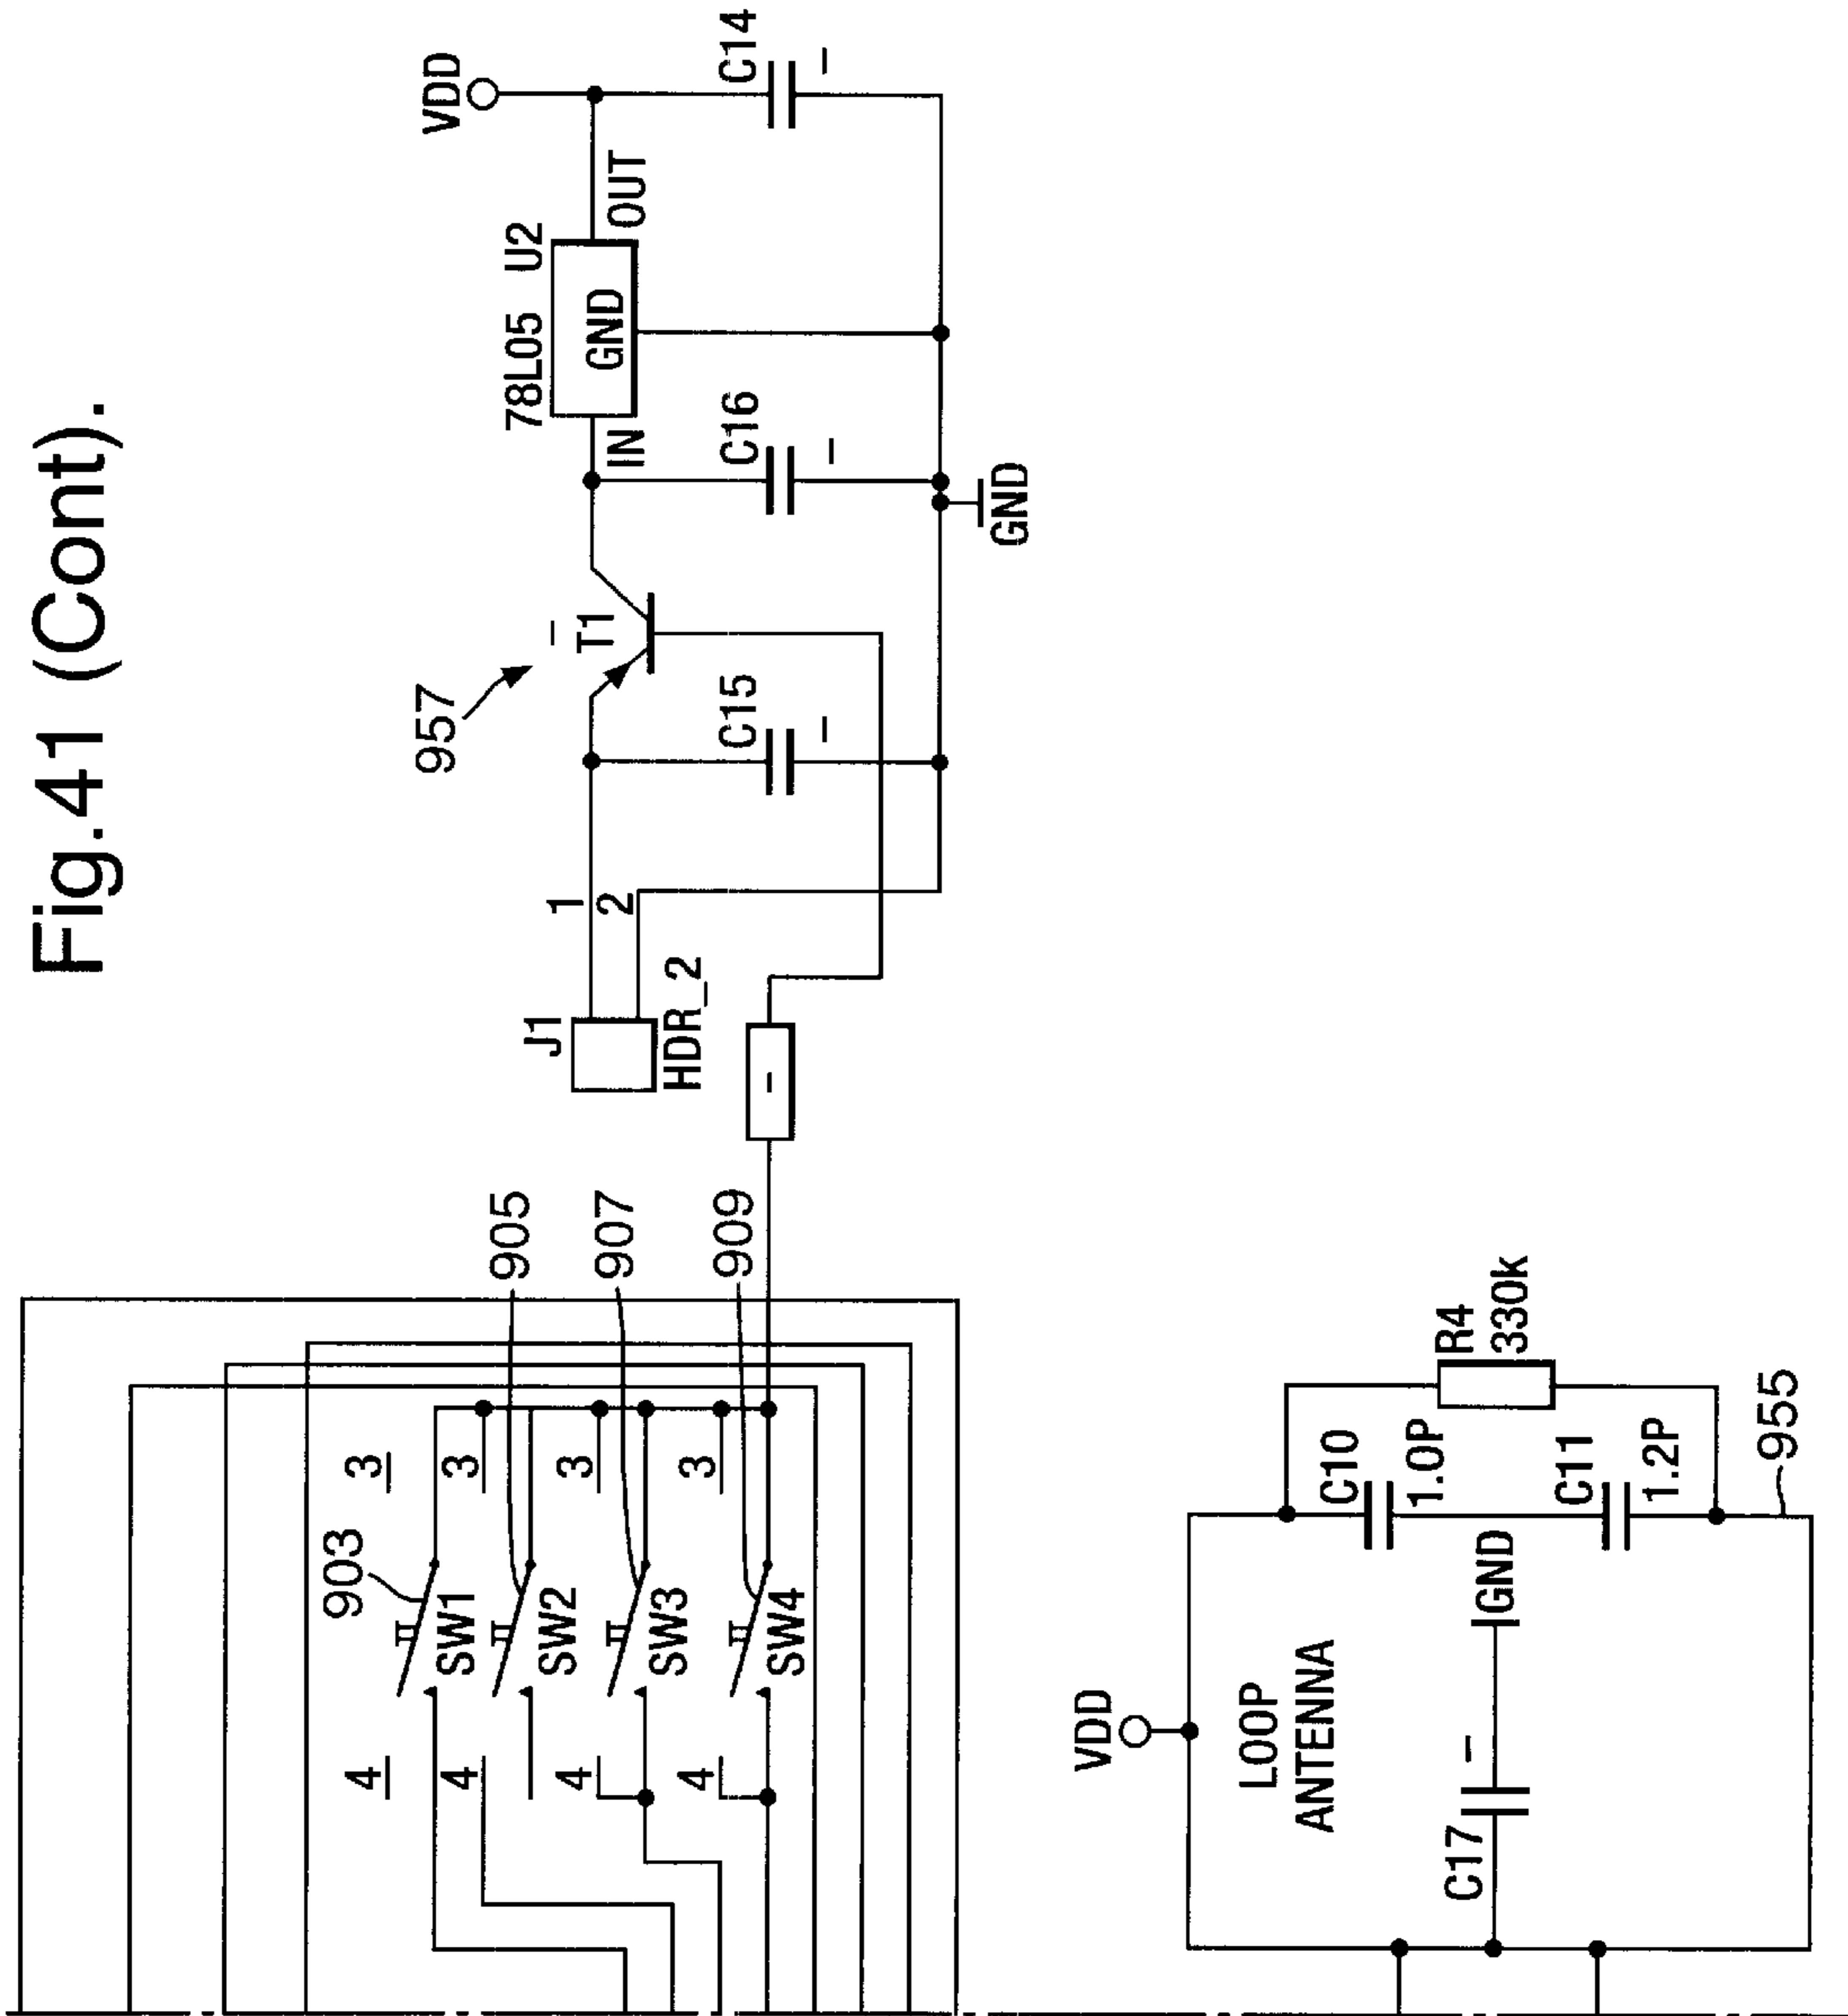 Fig.41 (Cont).
957
T1
78L05 U2
VDD
IN
GND
OUT
C15
C16
C14
GND
J1
1
2
HDR_2
-
903
905
907
909
4
3
SW1
4
3
SW2
4
3
SW3
4
3
SW4
VDD
LOOP
ANTENNA
C17
GND
C10
1.0P
C11
1.2P
R4
330k
955